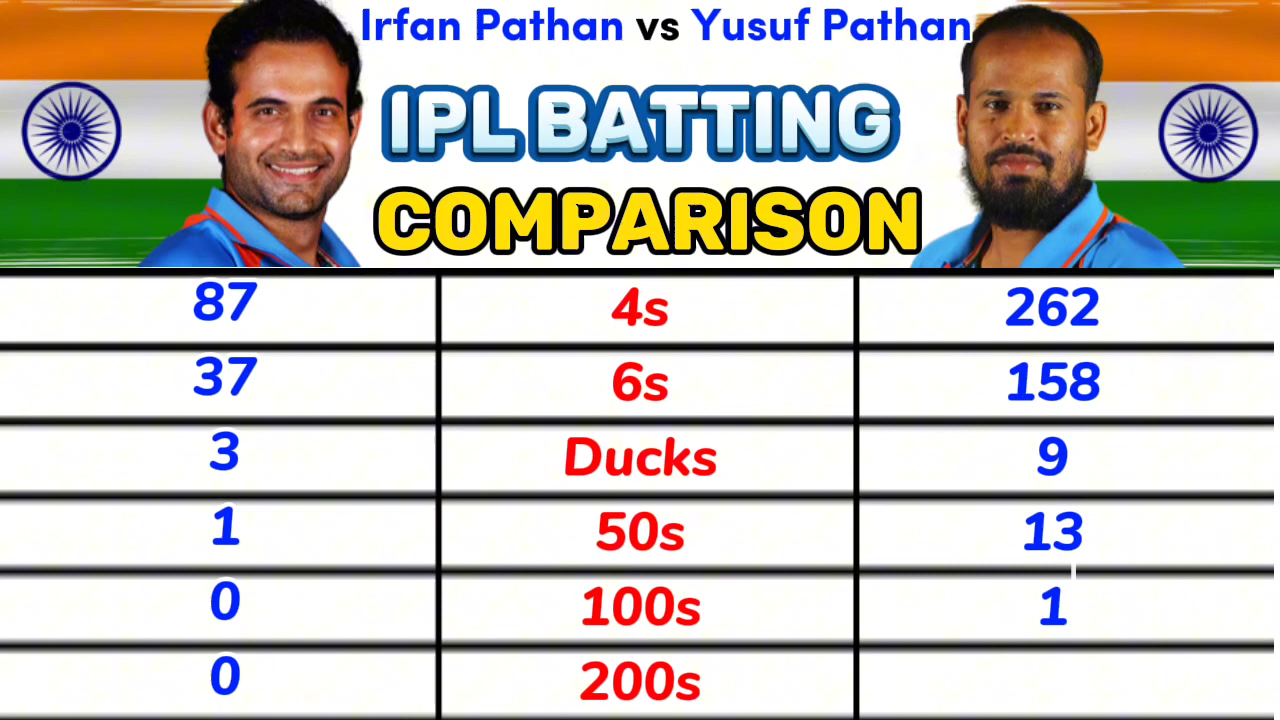 Irfan Pathan vs Yusuf Pathan
IPL BATTING
COMPARISON
87 4s 262
37 6s 158
3 Ducks 9
1 50s 13
0 100s 1
0 200s